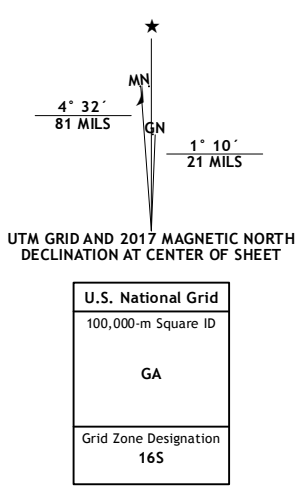 ★
MN
4° 32´
81 MILS
GN
1° 10´
21 MILS
UTM GRID AND 2017 MAGNETIC NORTH
DECLINATION AT CENTER OF SHEET
U.S. National Grid
100,000-m Square ID
GA
Grid Zone Designation
16S